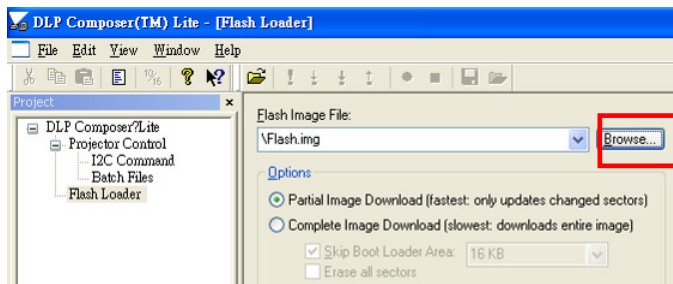 DLP Composer(TM) Lite - [Flash Loader]
File Edit View Window Help
Project
DLP Composer?Lite
Projector Control
I2C Command
Batch Files
Flash Loader
Flash Image File:
\Flash.img
Browse...
Options
Partial Image Download (fastest: only updates changed sectors)
Complete Image Download (slowest: downloads entire image)
Skip Boot Loader Area: 16 KB
Erase all sectors